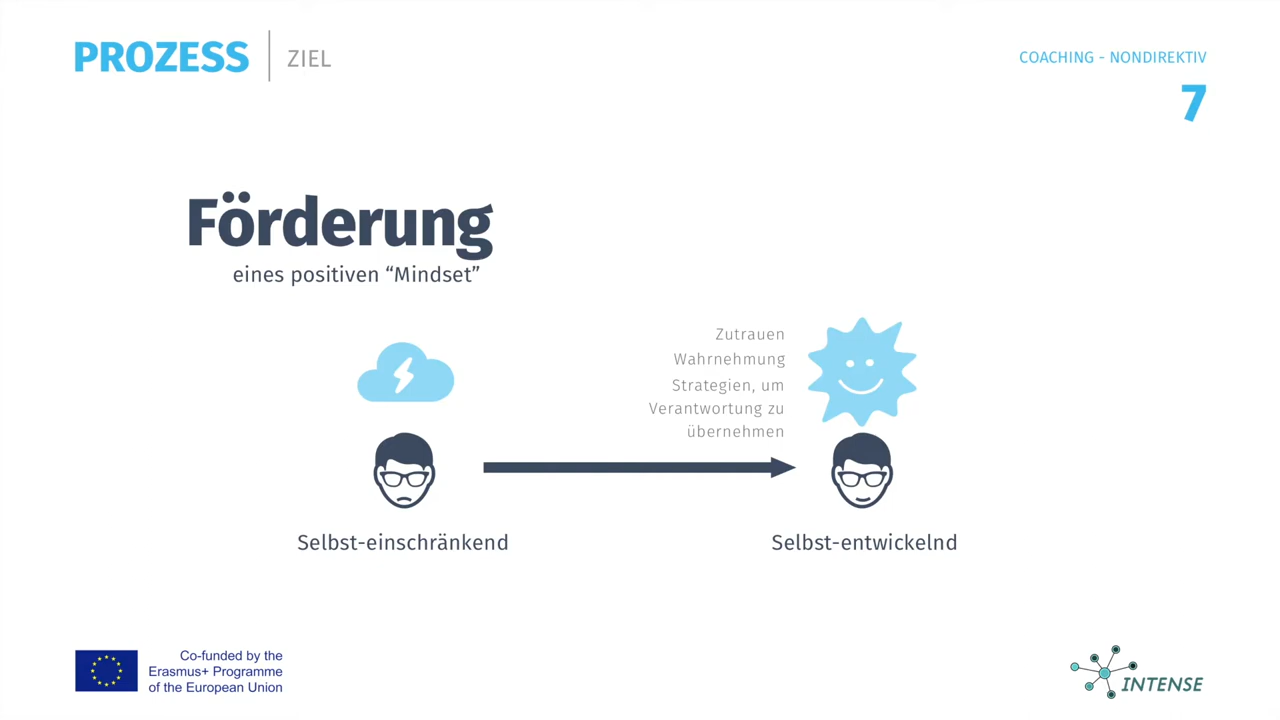 PROZESS
ZIEL
COACHING - NONDIREKTIV
7
Förderung
eines positiven “Mindset”
Zutrauen
Wahrnehmung
Strategien, um
Verantwortung zu
übernehmen
Selbst-einschränkend
Selbst-entwickelnd
Co-funded by the
Erasmus+ Programme
of the European Union
INTENSE